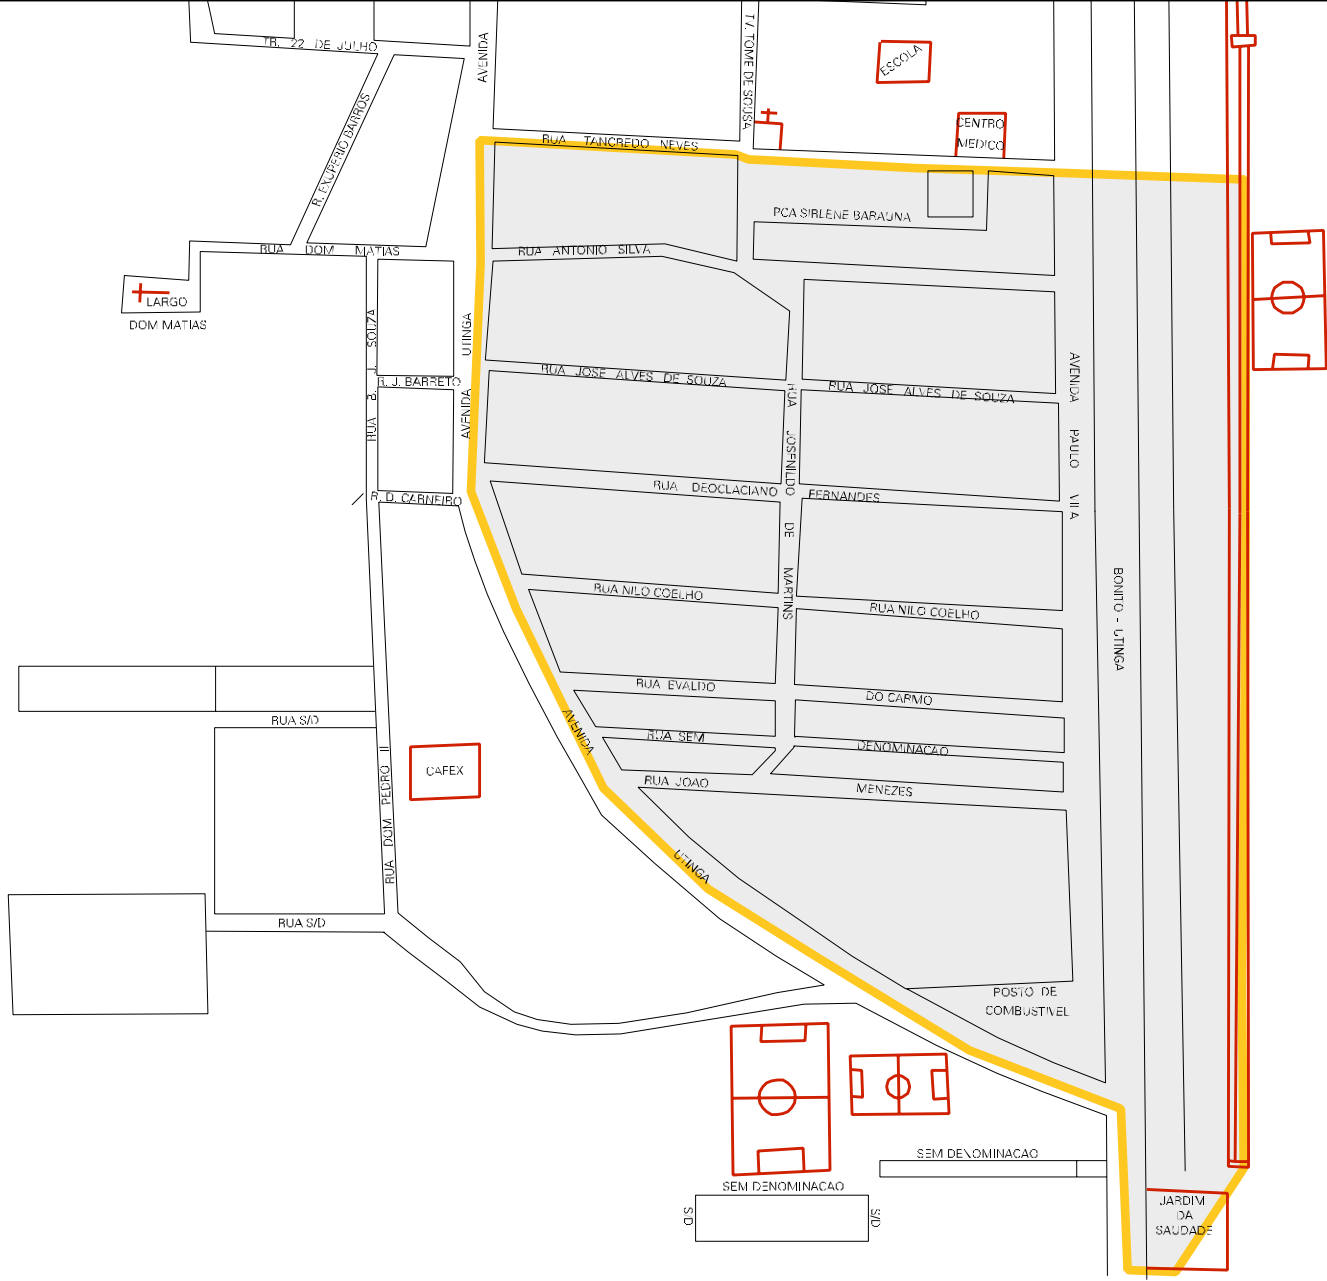 TR. 22 DE JULHO
AVENIDA
TV. TOME DE SOUSA
ESCOLA
CENTRO
MEDICO
R. EXUPERIO BARROS
RUA TANCREDO NEVES
PCA SIRLENE BARAUNA
RUA DOM MATIAS
RUA ANTONIO SILVA
LARGO
DOM MATIAS
RUA B. J. SOUZA
AVENIDA UTINGA
R. J. BARRETO
RUA JOSE ALVES DE SOUZA
RUA JOSE ALVES DE SOUZA
RUA JOSENILDO DE MARTINS
AVENIDA PAULO VI
R. D. CARNEIRO
RUA DEOCLACIANO FERNANDES
RUA NILO COELHO
RUA NILO COELHO
BONITO - UTINGA
RUA EVALDO DO CARMO
RUA S/D
AVENIDA UTINGA
RUA SEM DENOMINACAO
CAFEX
RUA DOM PEDRO II
RUA JOAO MENEZES
RUA S/D
POSTO DE
COMBUSTIVEL
SEM DENOMINACAO
SEM DENOMINACAO
S/D
S/D
JARDIM
DA
SAUDADE